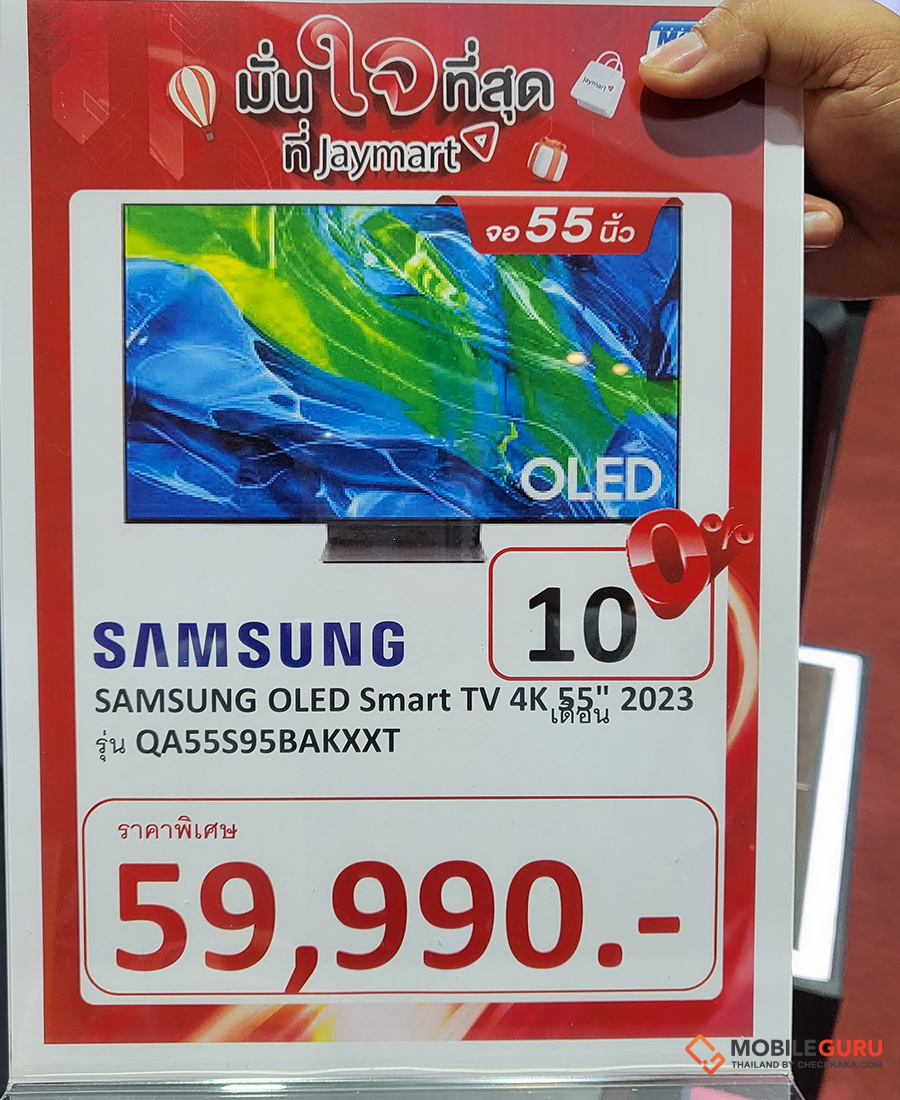 มั่นใจที่สุด
ที่ Jaymart
Jaymart
จอ 55 นิ้ว
OLED
0%
10
SAMSUNG
SAMSUNG OLED Smart TV 4K 55" 2023
เดือน
รุ่น QA55S95BAKXXT
ราคาพิเศษ
59,990.-
MOBILEGURU
THAILAND BY CHECKRAKA.COM